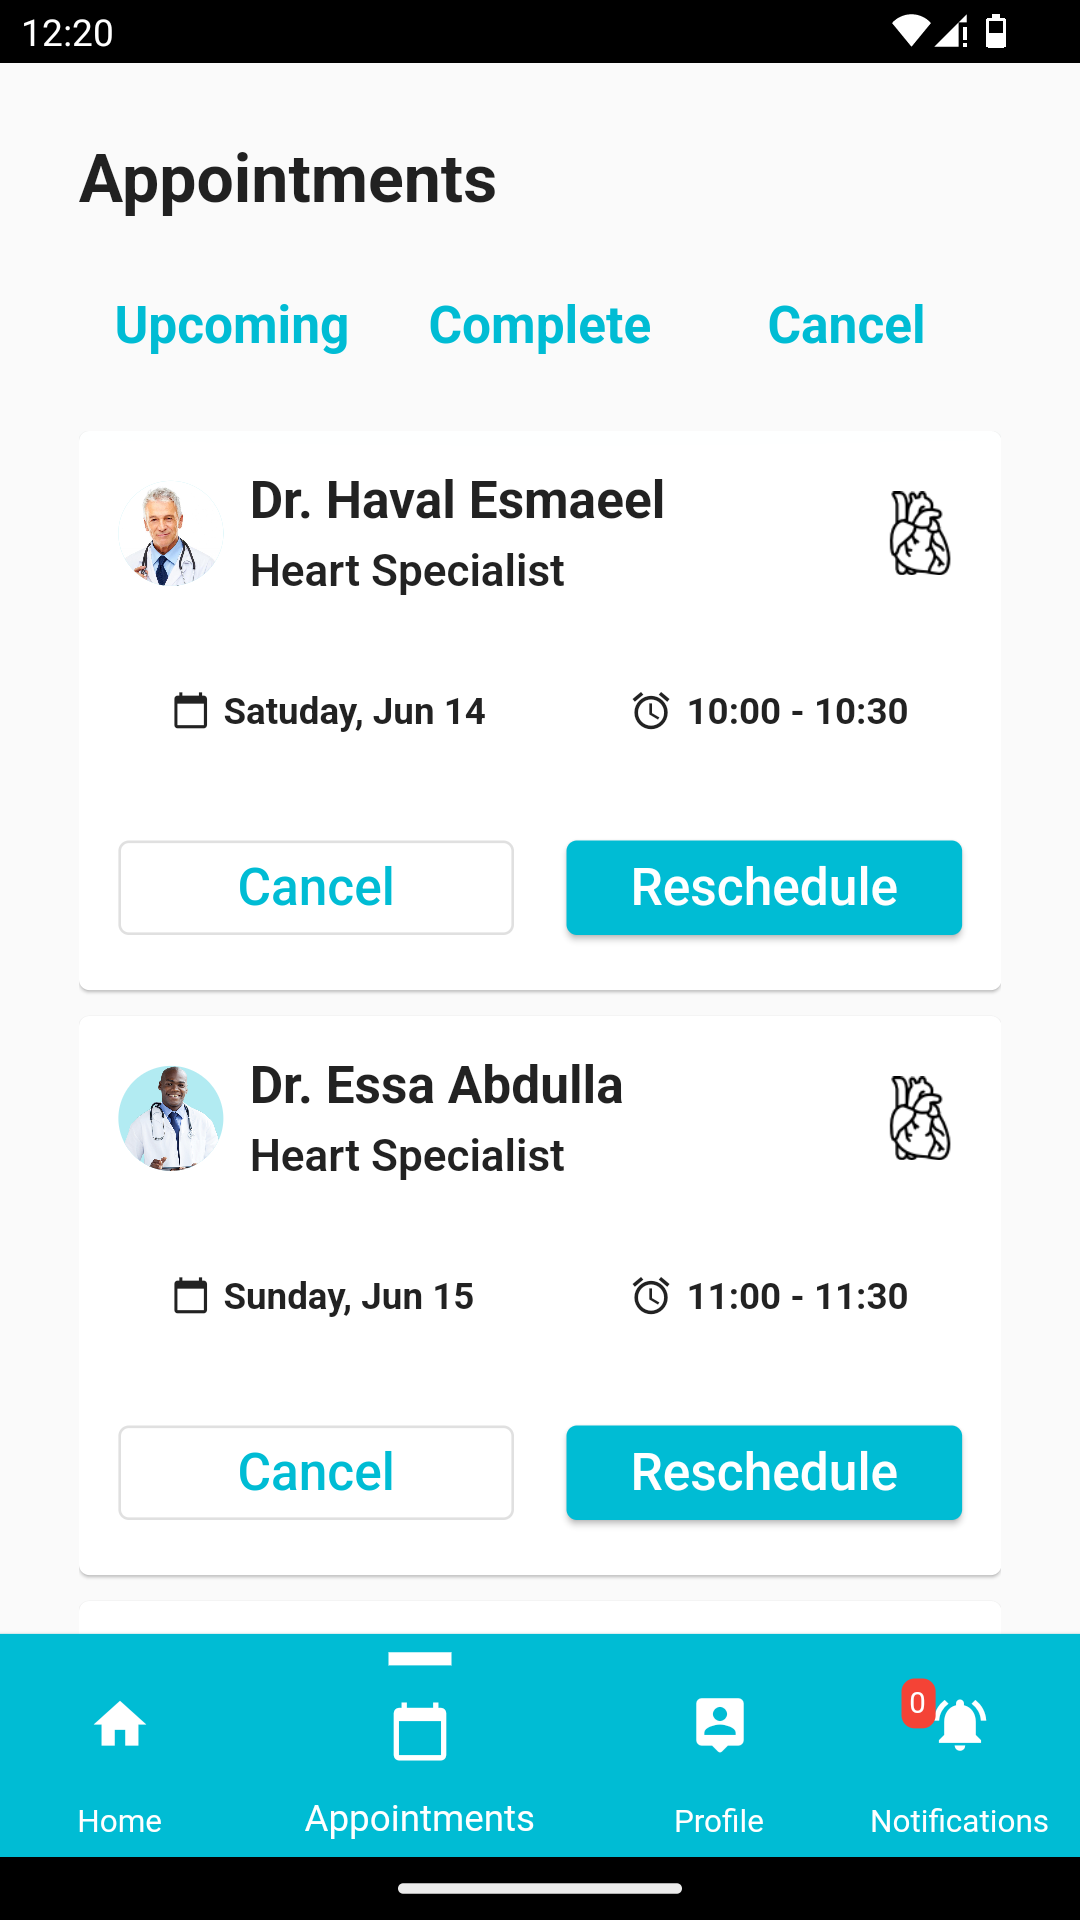 12:20
Appointments
Upcoming Complete Cancel
Dr. Haval Esmaeel
Heart Specialist
Satuday, Jun 14 10:00 - 10:30
Cancel Reschedule
Dr. Essa Abdulla
Heart Specialist
Sunday, Jun 15 11:00 - 11:30
Cancel Reschedule
0
Home Appointments Profile Notifications